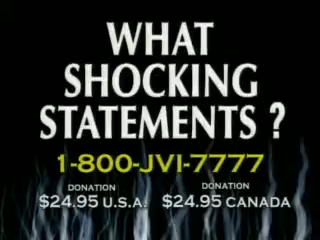 WHAT
SHOCKING
STATEMENTS ?
1-800-JVI-7777
DONATION DONATION
$24.95 U.S.A. $24.95 CANADA